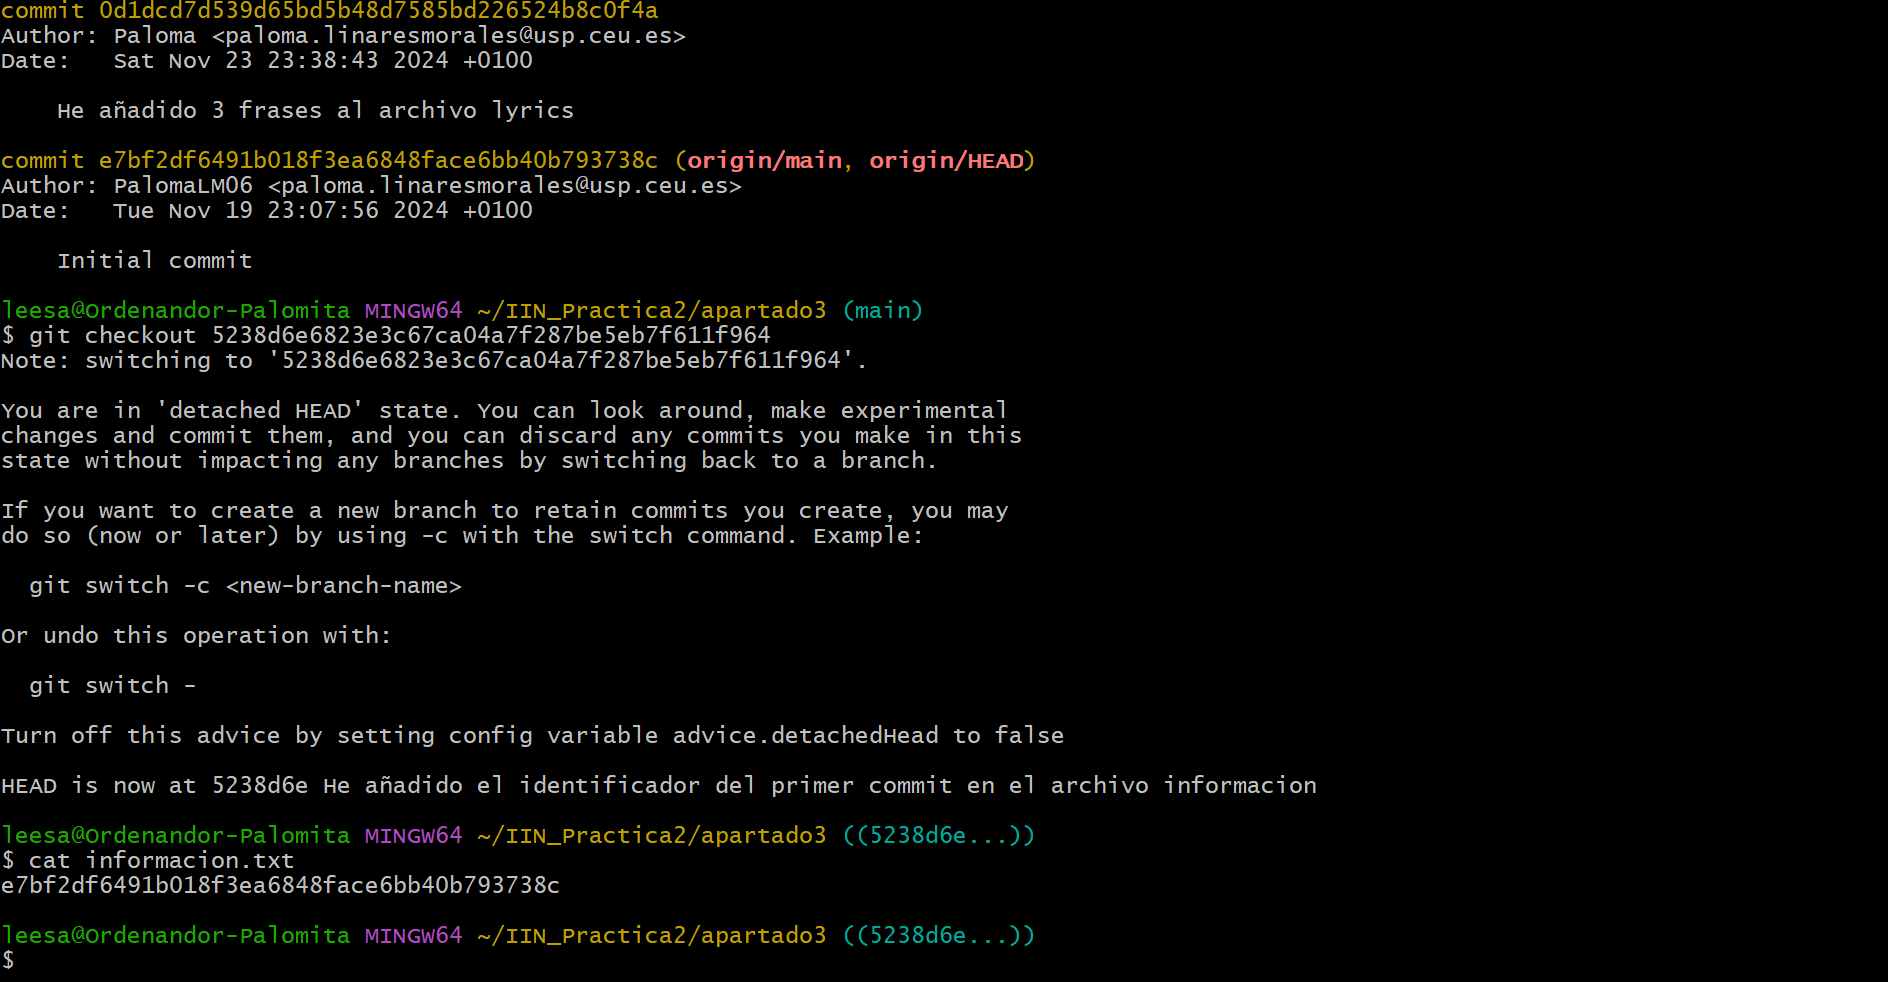 commit 0d1dcd7d539d65bd5b48d7585bd226524b8c0f4a
Author: Paloma <paloma.linaresmorales@usp.ceu.es>
Date:   Sat Nov 23 23:38:43 2024 +0100
    He añadido 3 frases al archivo lyrics
commit e7bf2df6491b018f3ea6848face6bb40b793738c (origin/main, origin/HEAD)
Author: PalomaLM06 <paloma.linaresmorales@usp.ceu.es>
Date:   Tue Nov 19 23:07:56 2024 +0100
    Initial commit
leesa@Ordenandor-Palomita MINGW64 ~/IIN_Practica2/apartado3 (main)
$ git checkout 5238d6e6823e3c67ca04a7f287be5eb7f611f964
Note: switching to '5238d6e6823e3c67ca04a7f287be5eb7f611f964'.
You are in 'detached HEAD' state. You can look around, make experimental
changes and commit them, and you can discard any commits you make in this
state without impacting any branches by switching back to a branch.
If you want to create a new branch to retain commits you create, you may
do so (now or later) by using -c with the switch command. Example:
  git switch -c <new-branch-name>
Or undo this operation with:
  git switch -
Turn off this advice by setting config variable advice.detachedHead to false
HEAD is now at 5238d6e He añadido el identificador del primer commit en el archivo informacion
leesa@Ordenandor-Palomita MINGW64 ~/IIN_Practica2/apartado3 ((5238d6e...))
$ cat informacion.txt
e7bf2df6491b018f3ea6848face6bb40b793738c
leesa@Ordenandor-Palomita MINGW64 ~/IIN_Practica2/apartado3 ((5238d6e...))
$